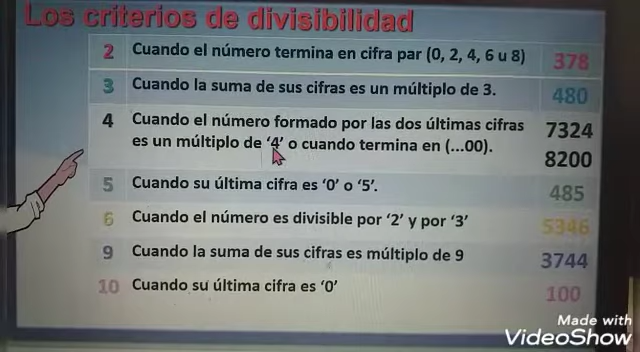 Los criterios de divisibilidad
2 Cuando el número termina en cifra par (0, 2, 4, 6 u 8) 378
3 Cuando la suma de sus cifras es un múltiplo de 3. 480
4 Cuando el número formado por las dos últimas cifras 7324
es un múltiplo de ‘4’ o cuando termina en (...00). 8200
5 Cuando su última cifra es ‘0’ o ‘5’. 485
6 Cuando el número es divisible por ‘2’ y por ‘3’ 5346
9 Cuando la suma de sus cifras es múltiplo de 9 3744
10 Cuando su última cifra es ‘0’ 100
Made with
VideoShow